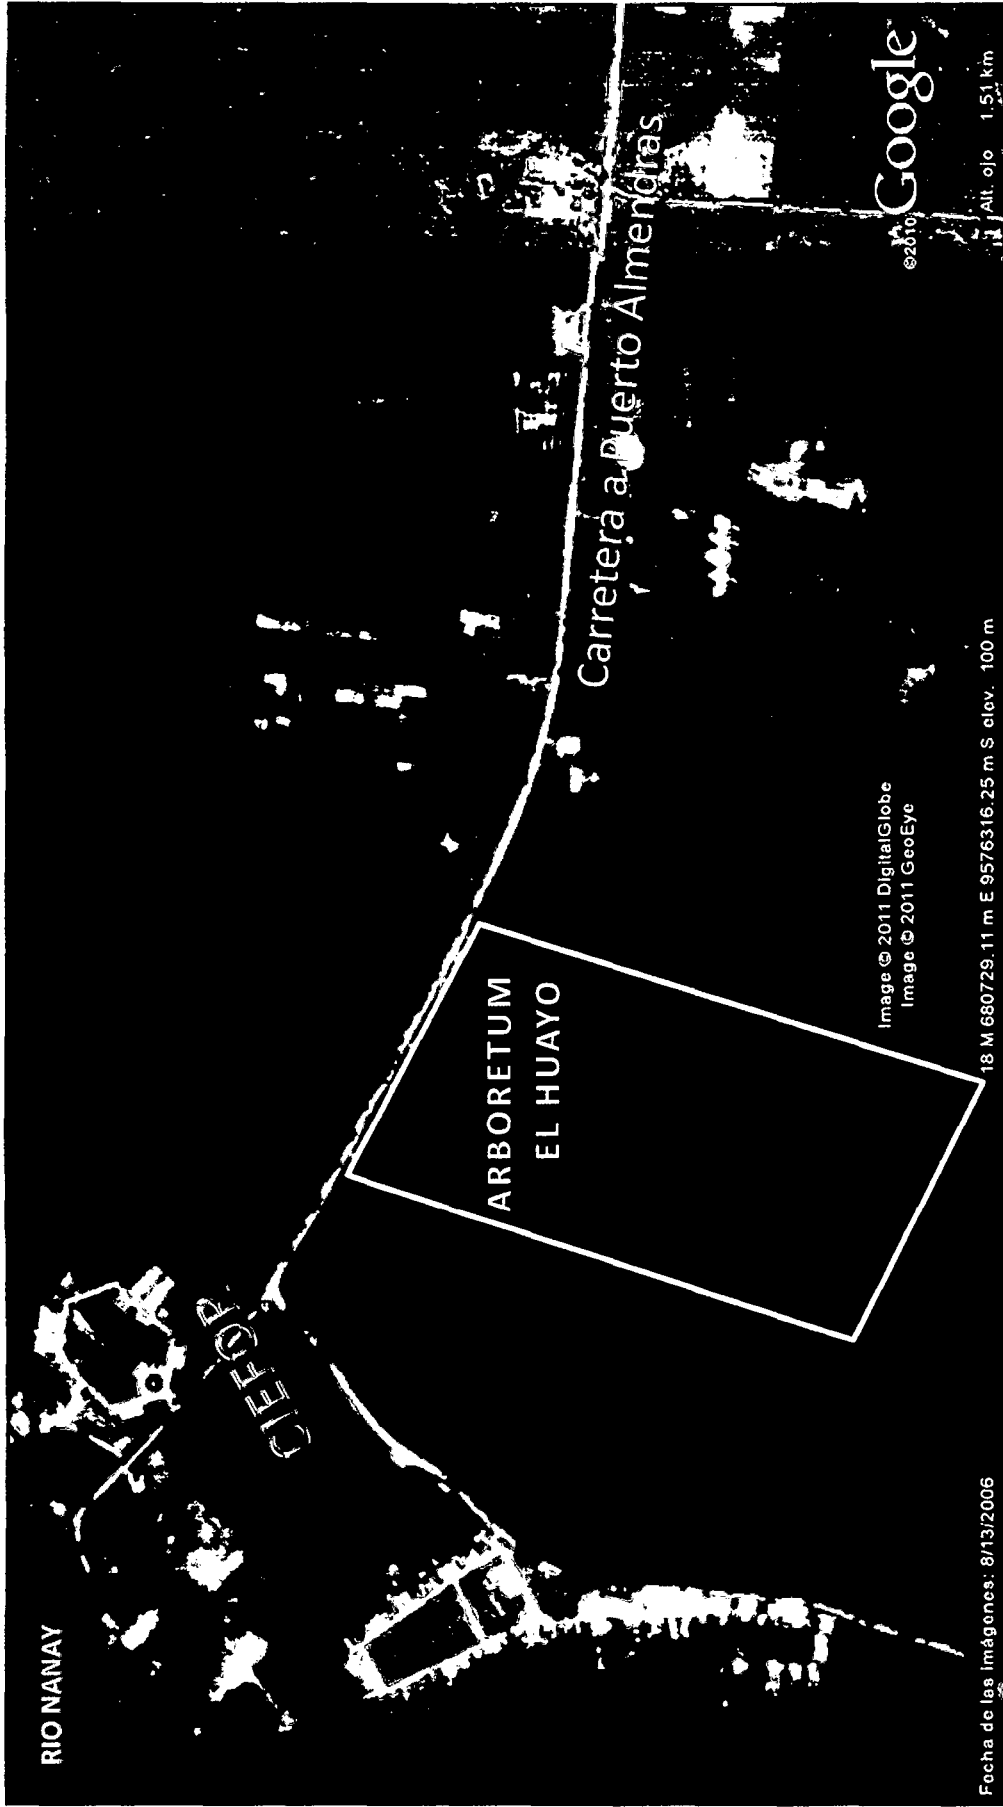 RIO NANAY
CIEFOR
ARBORETUM
EL HUAYO
Carretera a Puerto Almendras
Image © 2011 DigitalGlobe
Image © 2011 GeoEye
©2010 Google
Fecha de las imágenes: 8/13/2006
18 M 680729.11 m E 9576316.25 m S elev. 100 m
Alt. ojo 1.51 km